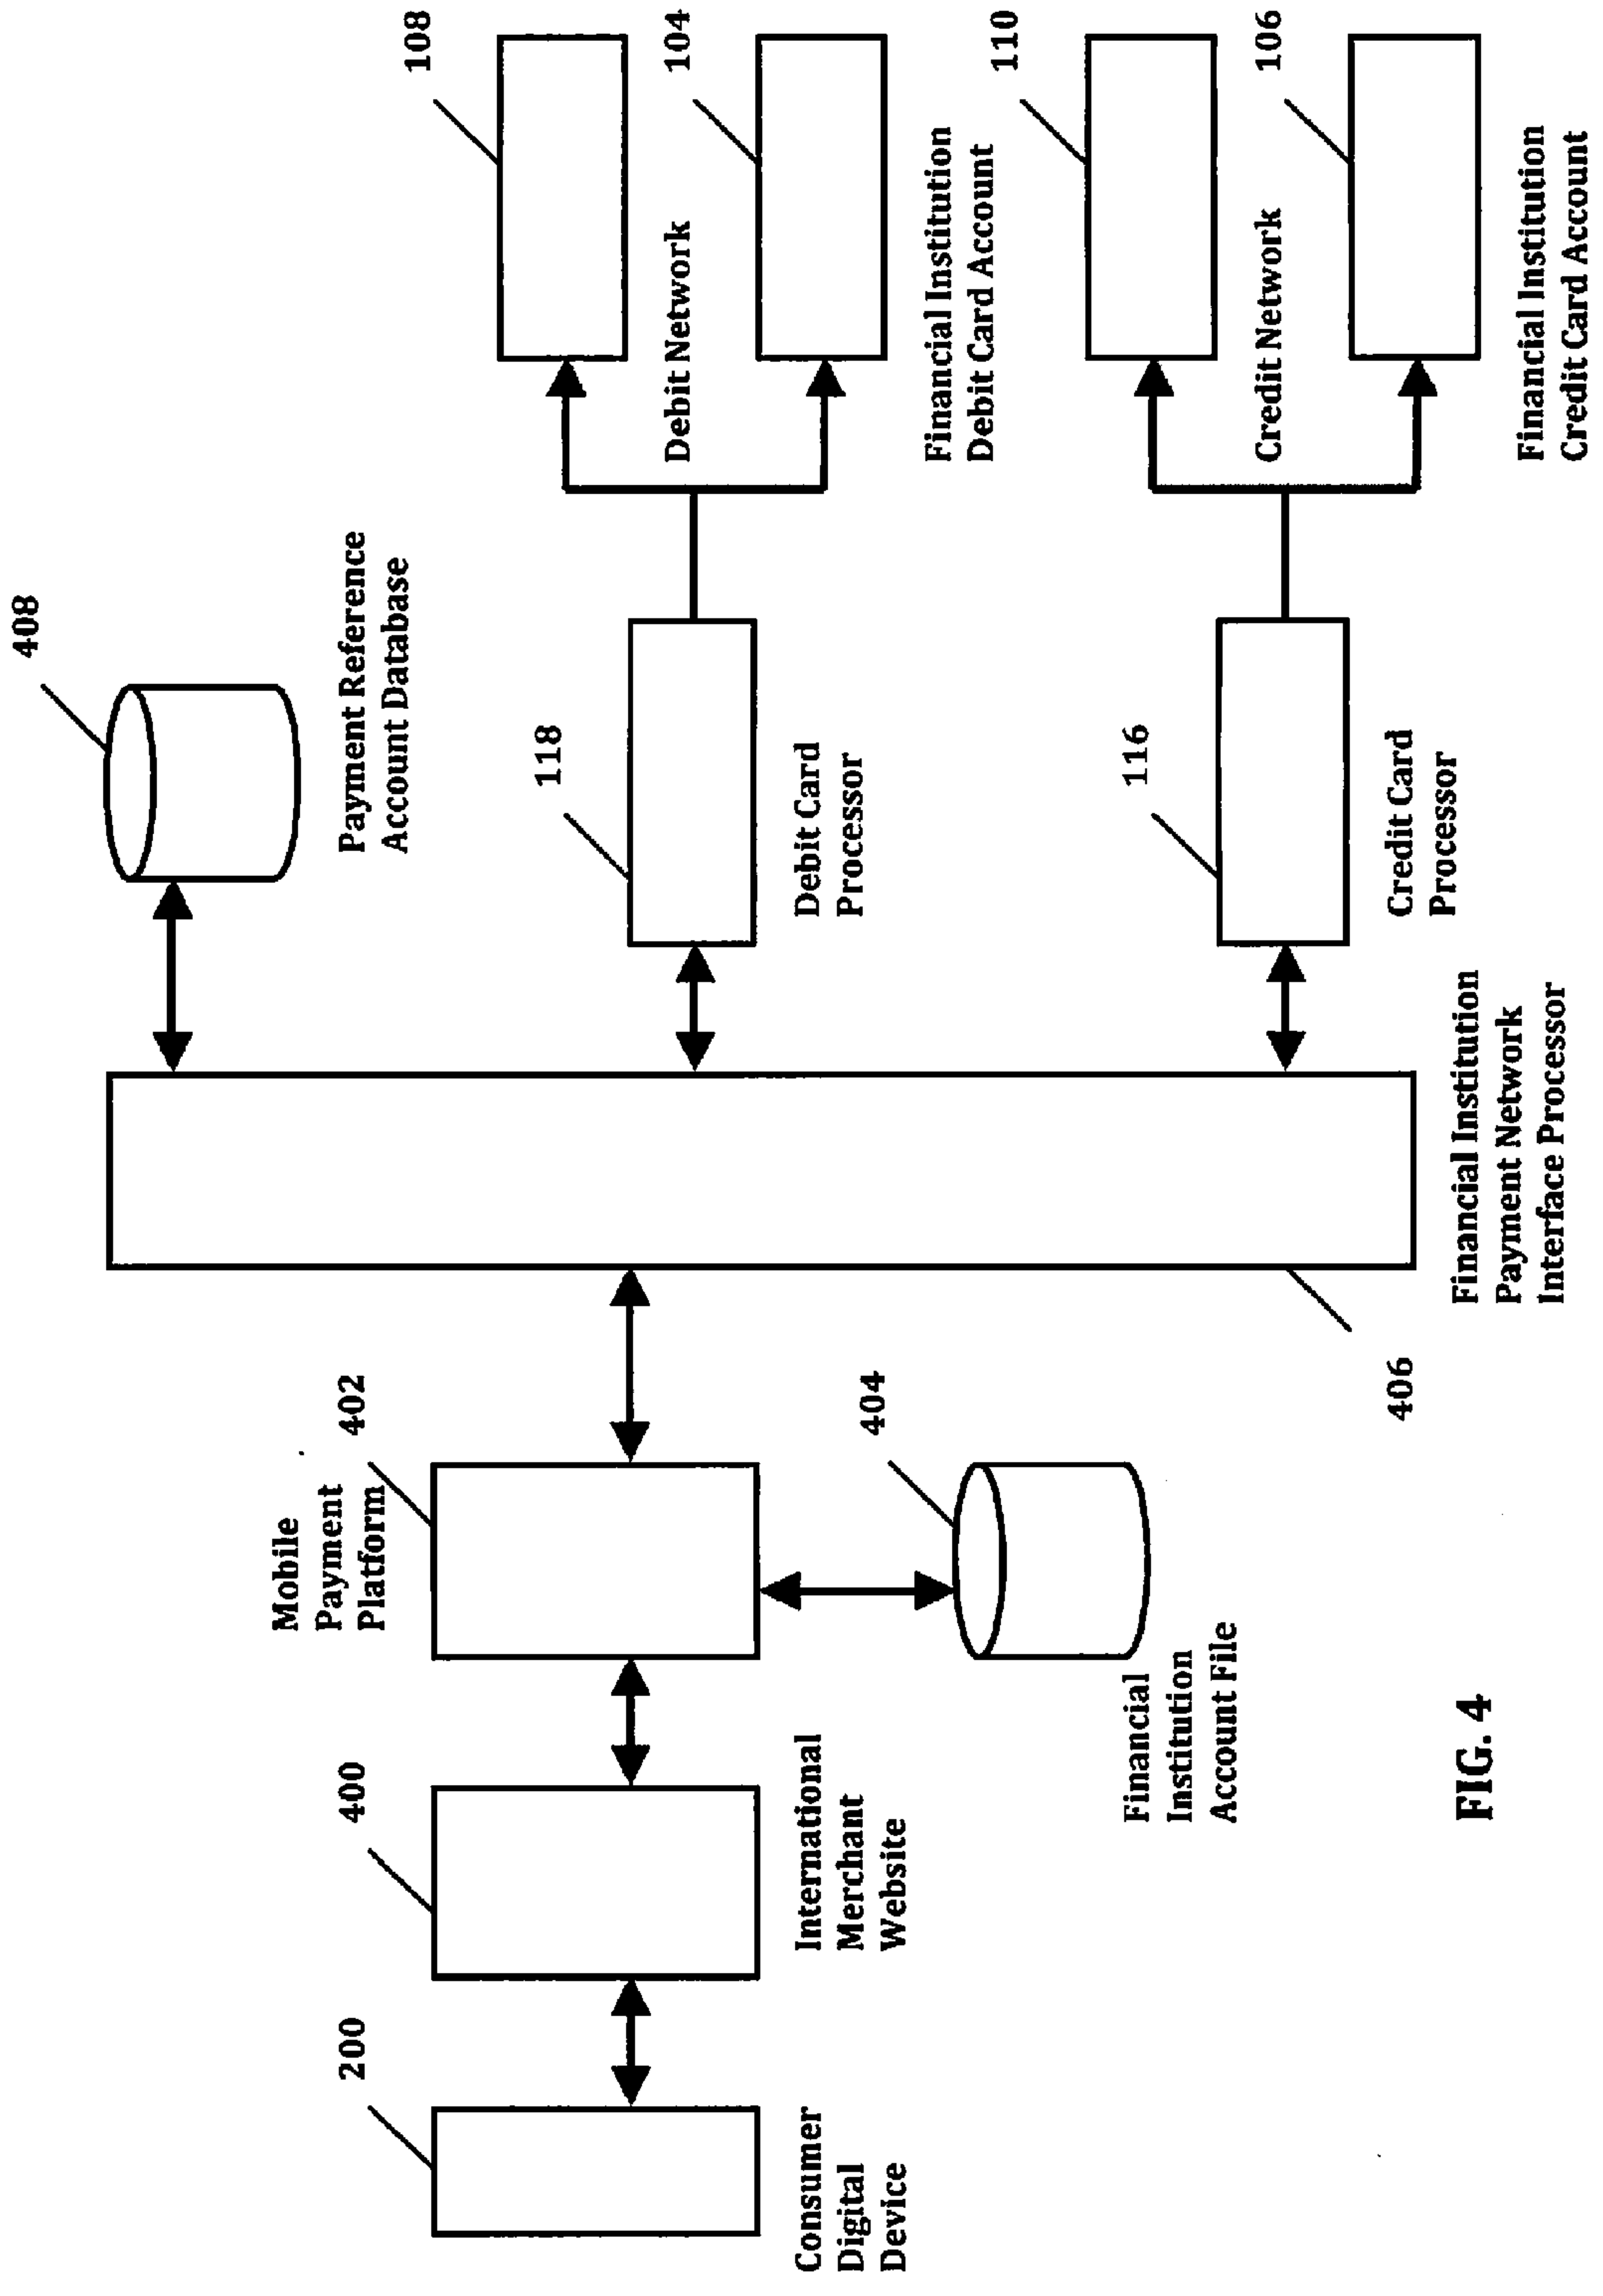 408
Payment Reference
Account Database
108
Debit Network
402
Mobile
Payment
Platform
118
Debit Card
Processor
104
Financial Institution
Debit Card Account
200
Consumer
Digital
Device
400
International
Merchant
Website
404
Financial
Institution
Account File
110
Credit Network
116
Credit Card
Processor
106
Financial Institution
Credit Card Account
406
Financial Institution
Payment Network
Interface Processor
FIG. 4